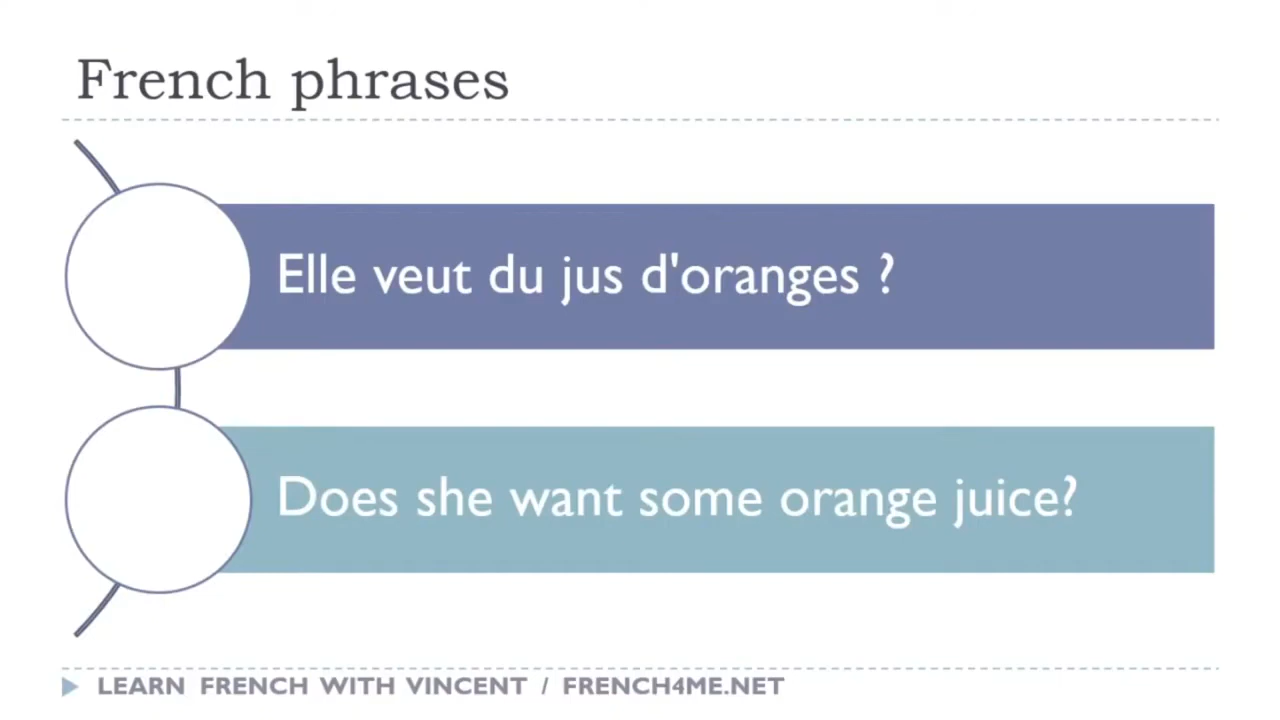 French phrases
Elle veut du jus d'oranges ?
Does she want some orange juice?
LEARN FRENCH WITH VINCENT / FRENCH4ME.NET